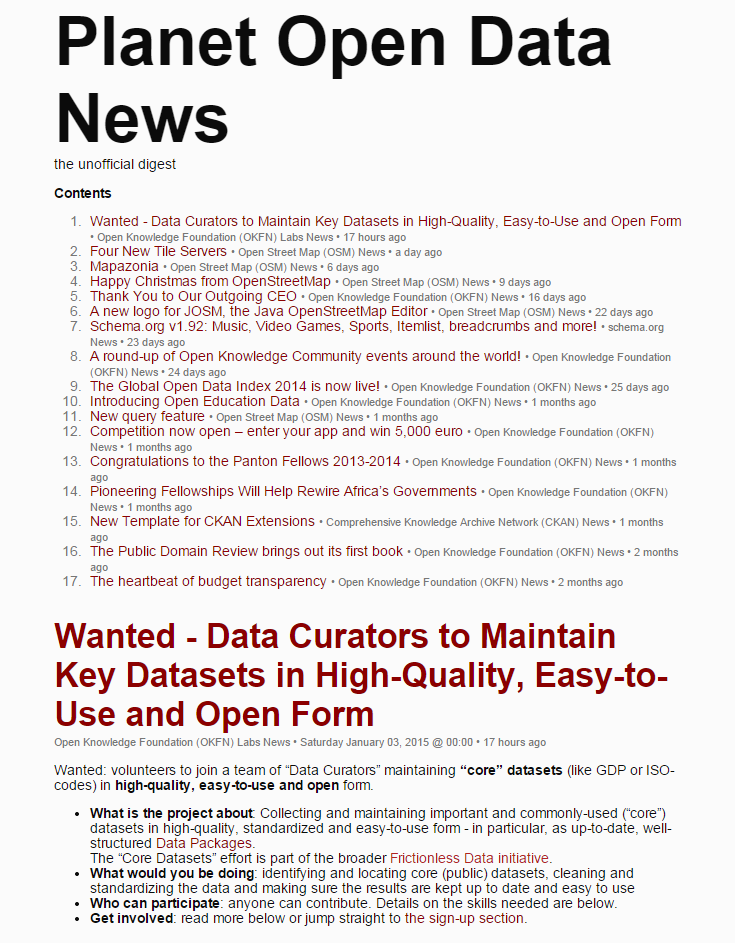 Planet Open Data
News
the unofficial digest
Contents
1. Wanted - Data Curators to Maintain Key Datasets in High-Quality, Easy-to-Use and Open Form
• Open Knowledge Foundation (OKFN) Labs News • 17 hours ago
2. Four New Tile Servers • Open Street Map (OSM) News • a day ago
3. Mapazonia • Open Street Map (OSM) News • 6 days ago
4. Happy Christmas from OpenStreetMap • Open Street Map (OSM) News • 9 days ago
5. Thank You to Our Outgoing CEO • Open Knowledge Foundation (OKFN) News • 16 days ago
6. A new logo for JOSM, the Java OpenStreetMap Editor • Open Street Map (OSM) News • 22 days ago
7. Schema.org v1.92: Music, Video Games, Sports, Itemlist, breadcrumbs and more! • schema.org
News • 23 days ago
8. A round-up of Open Knowledge Community events around the world! • Open Knowledge Foundation
(OKFN) News • 24 days ago
9. The Global Open Data Index 2014 is now live! • Open Knowledge Foundation (OKFN) News • 25 days ago
10. Introducing Open Education Data • Open Knowledge Foundation (OKFN) News • 1 months ago
11. New query feature • Open Street Map (OSM) News • 1 months ago
12. Competition now open – enter your app and win 5,000 euro • Open Knowledge Foundation (OKFN)
News • 1 months ago
13. Congratulations to the Panton Fellows 2013-2014 • Open Knowledge Foundation (OKFN) News • 1 months
ago
14. Pioneering Fellowships Will Help Rewire Africa’s Governments • Open Knowledge Foundation (OKFN)
News • 1 months ago
15. New Template for CKAN Extensions • Comprehensive Knowledge Archive Network (CKAN) News • 1 months
ago
16. The Public Domain Review brings out its first book • Open Knowledge Foundation (OKFN) News • 2 months
ago
17. The heartbeat of budget transparency • Open Knowledge Foundation (OKFN) News • 2 months ago
Wanted - Data Curators to Maintain
Key Datasets in High-Quality, Easy-to-
Use and Open Form
Open Knowledge Foundation (OKFN) Labs News • Saturday January 03, 2015 @ 00:00 • 17 hours ago
Wanted: volunteers to join a team of “Data Curators” maintaining “core” datasets (like GDP or ISO-
codes) in high-quality, easy-to-use and open form.
• What is the project about: Collecting and maintaining important and commonly-used (“core”)
datasets in high-quality, standardized and easy-to-use form - in particular, as up-to-date, well-
structured Data Packages.
The “Core Datasets” effort is part of the broader Frictionless Data initiative.
• What would you be doing: identifying and locating core (public) datasets, cleaning and
standardizing the data and making sure the results are kept up to date and easy to use
• Who can participate: anyone can contribute. Details on the skills needed are below.
• Get involved: read more below or jump straight to the sign-up section.